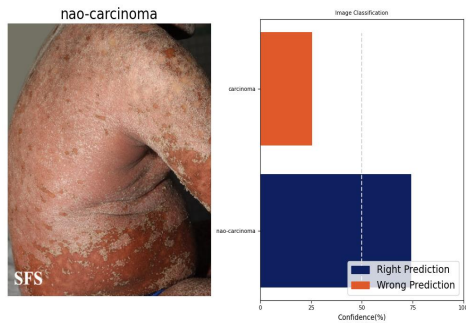 nao-carcinoma
SFS
Image Classification
carcinoma
nao-carcinoma
Right Prediction
Wrong Prediction
0
25
50
75
100
Confidence(%)